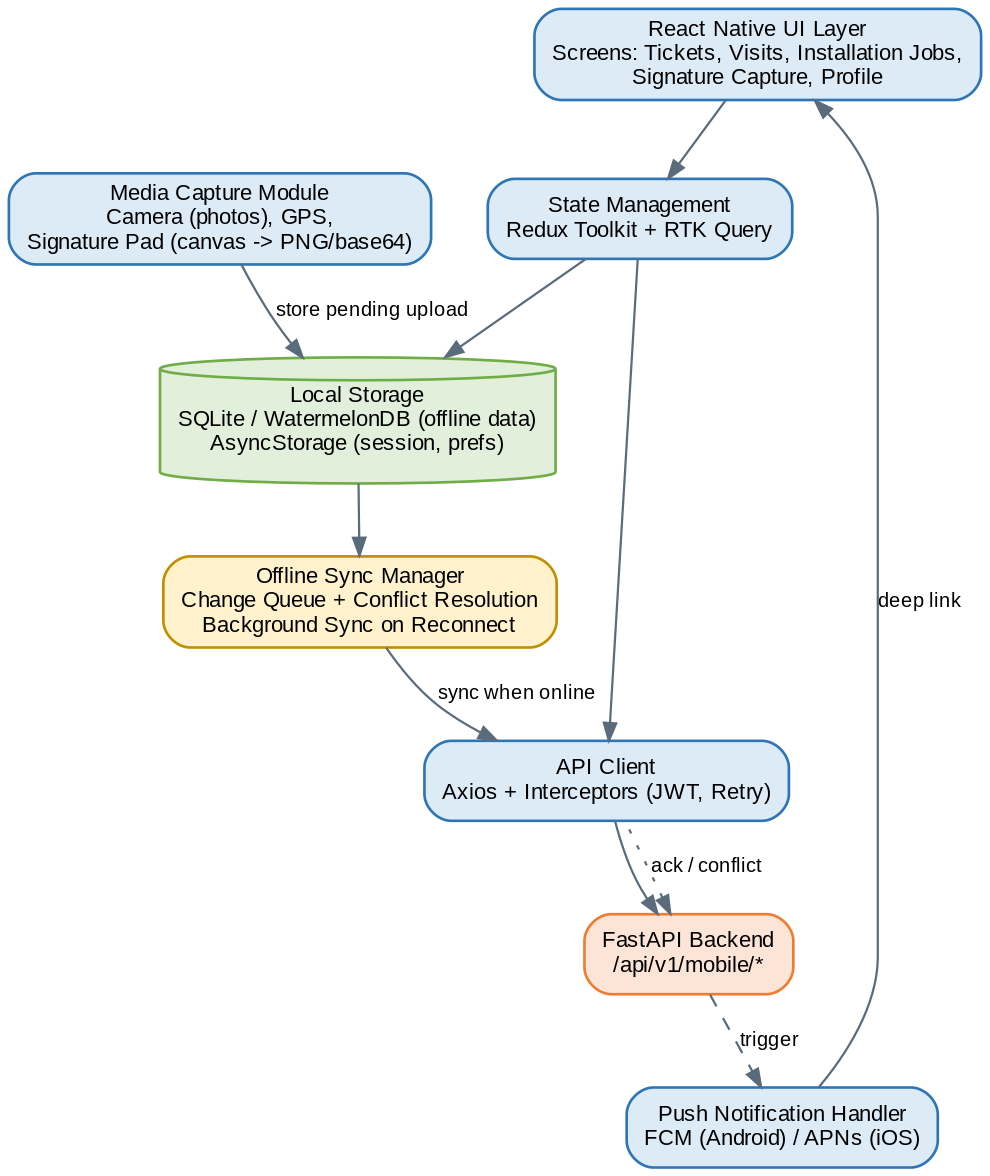 React Native UI Layer
Screens: Tickets, Visits, Installation Jobs,
Signature Capture, Profile
Media Capture Module
Camera (photos), GPS,
Signature Pad (canvas -> PNG/base64)
State Management
Redux Toolkit + RTK Query
store pending upload
Local Storage
SQLite / WatermelonDB (offline data)
AsyncStorage (session, prefs)
Offline Sync Manager
Change Queue + Conflict Resolution
Background Sync on Reconnect
deep link
sync when online
API Client
Axios + Interceptors (JWT, Retry)
ack / conflict
FastAPI Backend
/api/v1/mobile/*
trigger
Push Notification Handler
FCM (Android) / APNs (iOS)